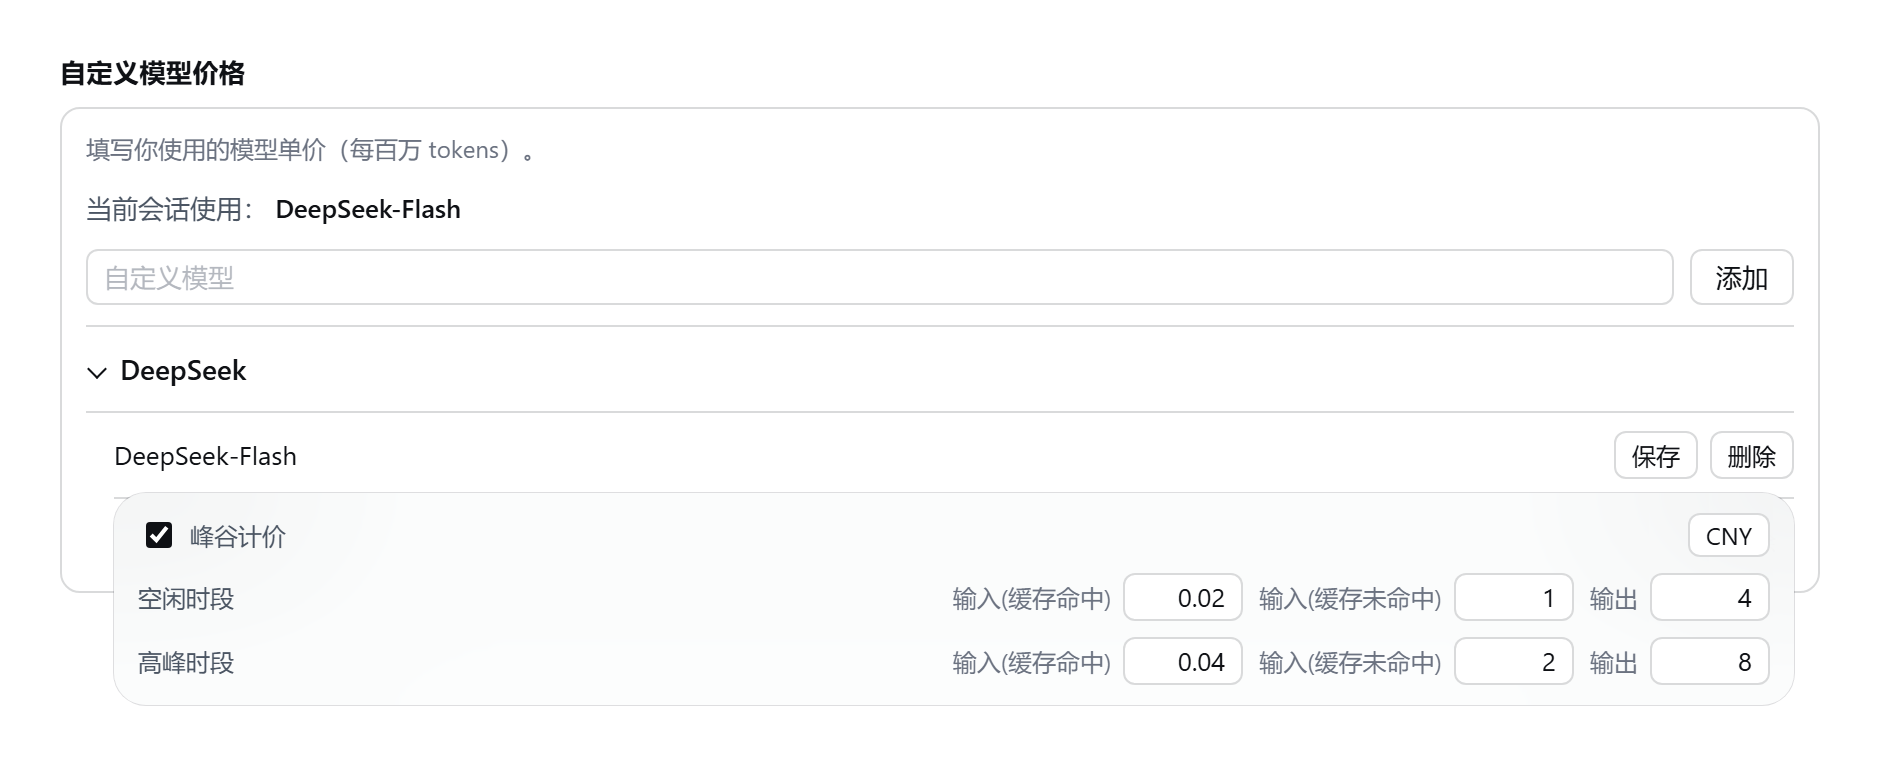 自定义模型价格
填写你使用的模型单价（每百万 tokens）。
当前会话使用： DeepSeek-Flash
自定义模型 添加
DeepSeek
DeepSeek-Flash 保存 删除
峰谷计价 CNY
空闲时段 输入(缓存命中) 0.02 输入(缓存未命中) 1 输出 4
高峰时段 输入(缓存命中) 0.04 输入(缓存未命中) 2 输出 8